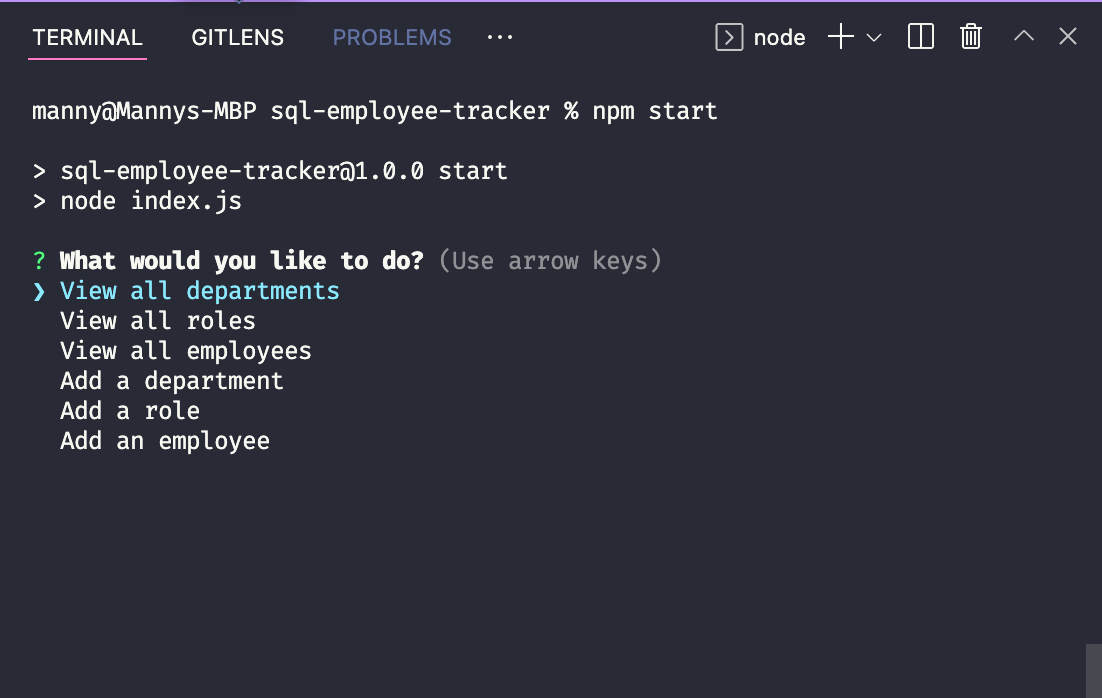 TERMINAL GITLENS PROBLEMS ··· node
manny@Mannys-MBP sql-employee-tracker % npm start
> sql-employee-tracker@1.0.0 start
> node index.js
? What would you like to do? (Use arrow keys)
❯ View all departments
View all roles
View all employees
Add a department
Add a role
Add an employee